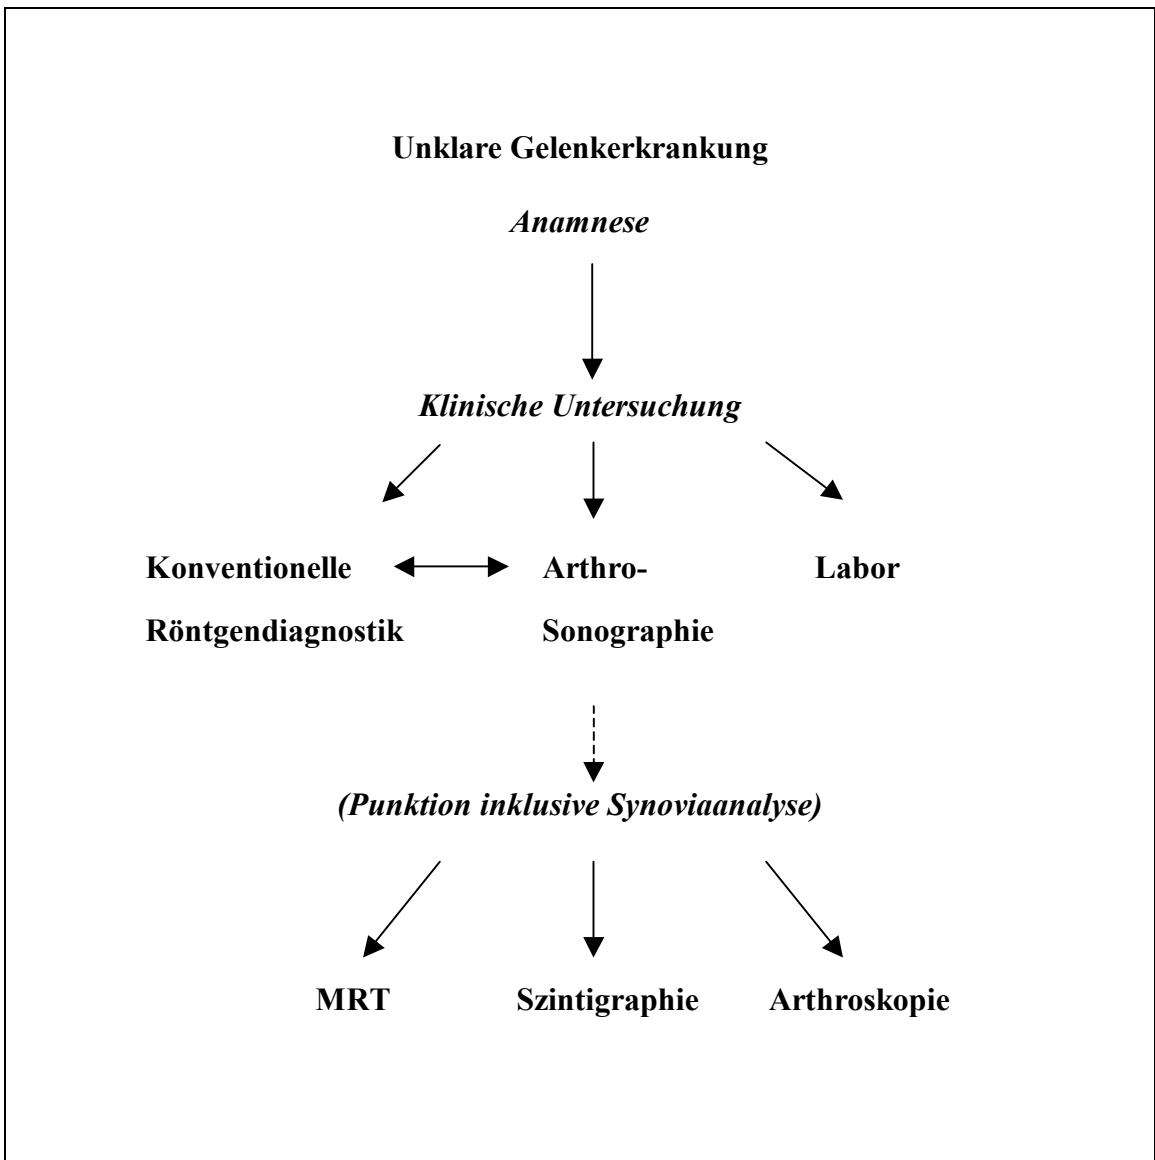 Unklare Gelenkerkrankung
Anamnese
Klinische Untersuchung
Konventionelle Arthro- Labor
Röntgendiagnostik Sonographie
(Punktion inklusive Synoviaanalyse)
MRT Szintigraphie Arthroskopie